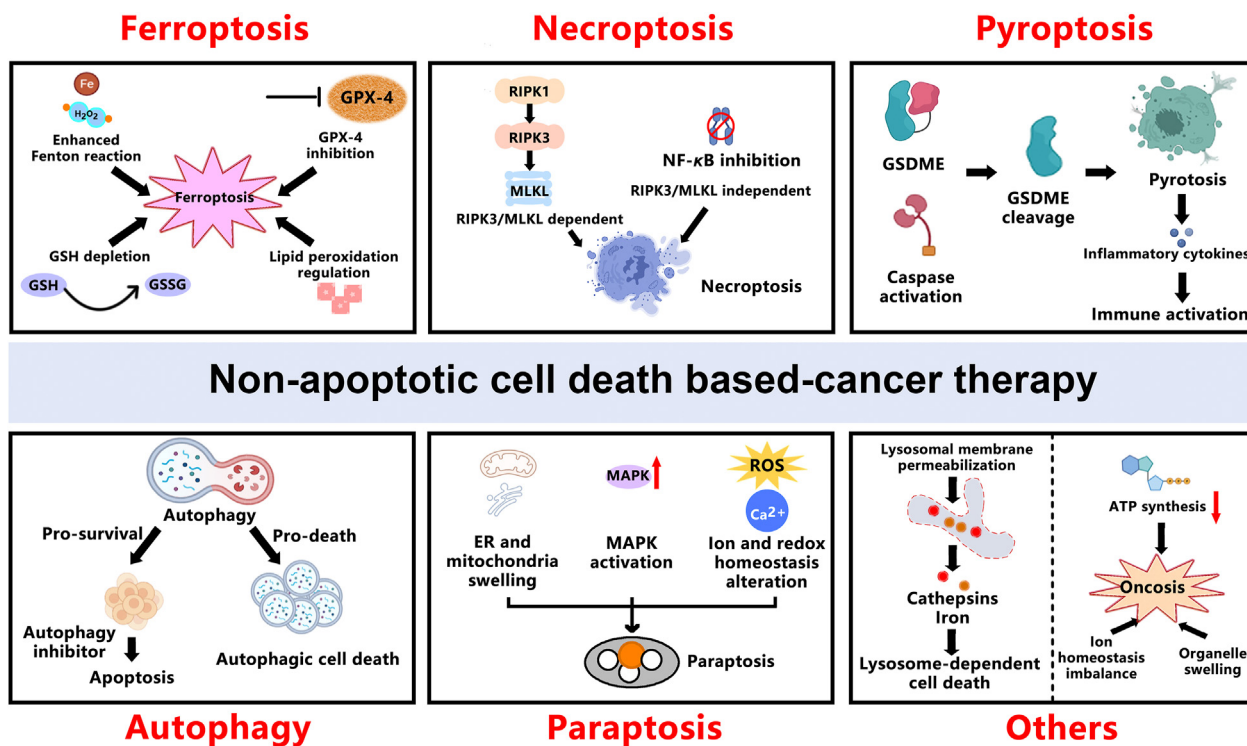 Ferroptosis
Necroptosis
Pyroptosis
Fe
H₂O₂
Enhanced
Fenton reaction
GPX-4
GPX-4
inhibition
Ferroptosis
GSH depletion
GSH
GSSG
Lipid peroxidation
regulation
RIPK1
RIPK3
MLKL
RIPK3/MLKL dependent
NF-κB inhibition
RIPK3/MLKL independent
Necroptosis
GSDME
Caspase
activation
GSDME
cleavage
Pyrotosis
Inflammatory cytokines
Immune activation
Non-apoptotic cell death based-cancer therapy
Autophagy
Pro-survival
Pro-death
Autophagy
inhibitor
Apoptosis
Autophagic cell death
ER and
mitochondria
swelling
MAPK
MAPK
activation
ROS
Ca²⁺
Ion and redox
homeostasis
alteration
Paraptosis
Lysosomal membrane
permeabilization
Cathepsins
Iron
Lysosome-dependent
cell death
ATP synthesis
Oncosis
Ion
homeostasis
imbalance
Organelle
swelling
Autophagy
Paraptosis
Others